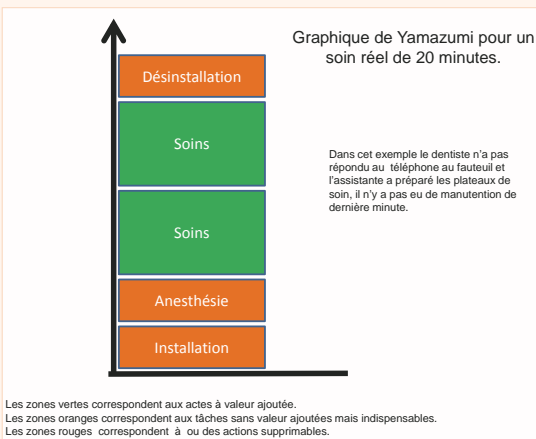 Graphique de Yamazumi pour un
soin réel de 20 minutes.
Désinstallation
Soins
Dans cet exemple le dentiste n'a pas
répondu au téléphone au fauteuil et
l'assistante a préparé les plateaux de
soin, il n'y a pas eu de manutention de
dernière minute.
Soins
Anesthésie
Installation
Les zones vertes correspondent aux actes à valeur ajoutée.
Les zones oranges correspondent aux tâches sans valeur ajoutées mais indispensables.
Les zones rouges correspondent à ou des actions supprimables.